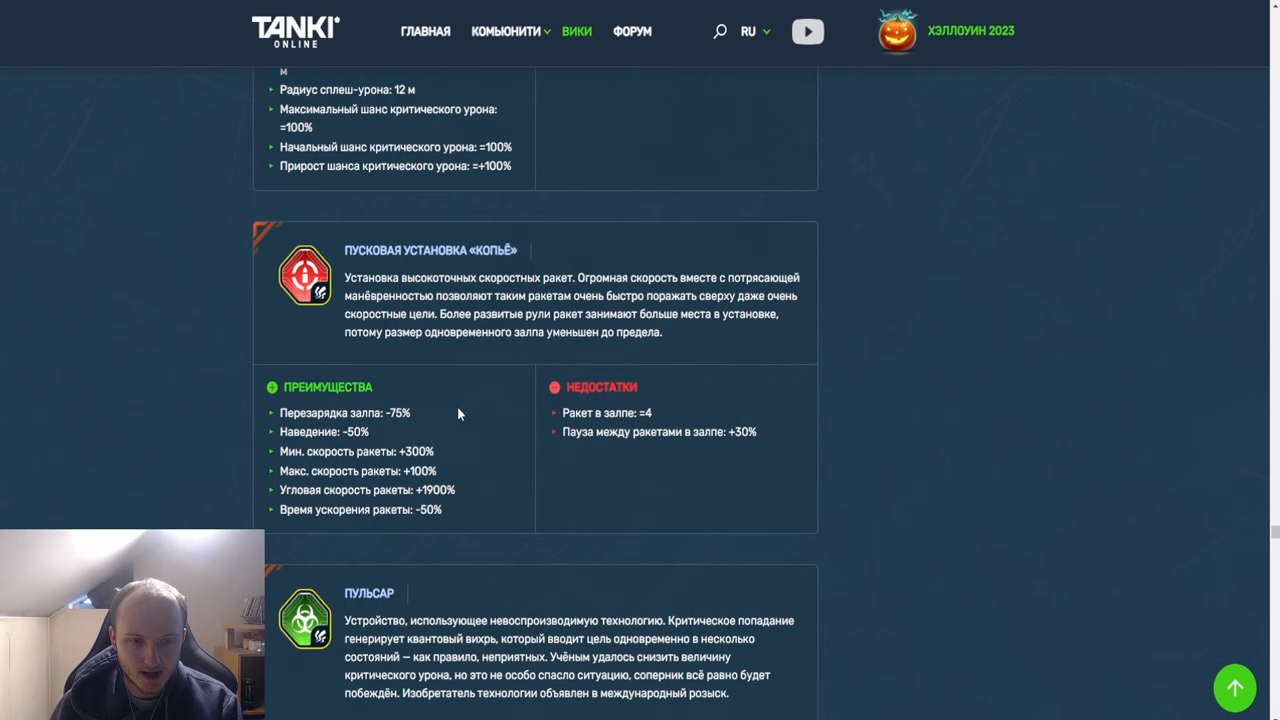 TANKI
ONLINE
ГЛАВНАЯ
КОМЬЮНИТИ
ВИКИ
ФОРУМ
RU
ХЭЛЛОУИН 2023
м
Радиус сплеш-урона: 12 м
Максимальный шанс критического урона:
=100%
Начальный шанс критического урона: =100%
Прирост шанса критического урона: =+100%
ПУСКОВАЯ УСТАНОВКА «КОПЬЁ»
Установка высокоточных скоростных ракет. Огромная скорость вместе с потрясающей
манёвренностью позволяют таким ракетам очень быстро поражать сверху даже очень
скоростные цели. Более развитые рули ракет занимают больше места в установке,
потому размер одновременного залпа уменьшен до предела.
ПРЕИМУЩЕСТВА
Перезарядка залпа: -75%
Наведение: -50%
Мин. скорость ракеты: +300%
Макс. скорость ракеты: +100%
Угловая скорость ракеты: +1900%
Время ускорения ракеты: -50%
НЕДОСТАТКИ
Ракет в залпе: =4
Пауза между ракетами в залпе: +30%
ПУЛЬСАР
Устройство, использующее невоспроизводимую технологию. Критическое попадание
генерирует квантовый вихрь, который вводит цель одновременно в несколько
состояний — как правило, неприятных. Учёным удалось снизить величину
критического урона, но это не особо спасло ситуацию, соперник всё равно будет
побеждён. Изобретатель технологии объявлен в международный розыск.